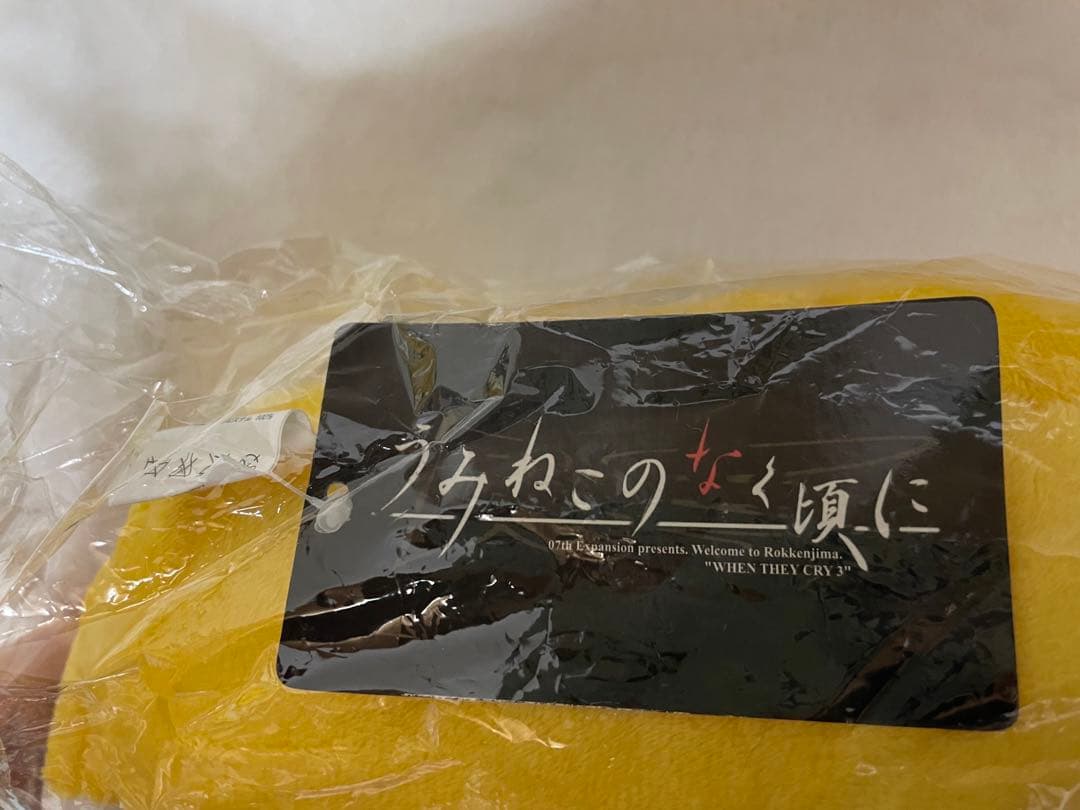 うみねこのなく頃に
07th Expansion presents. Welcome to Rokkenjima.
"WHEN THEY CRY 3"